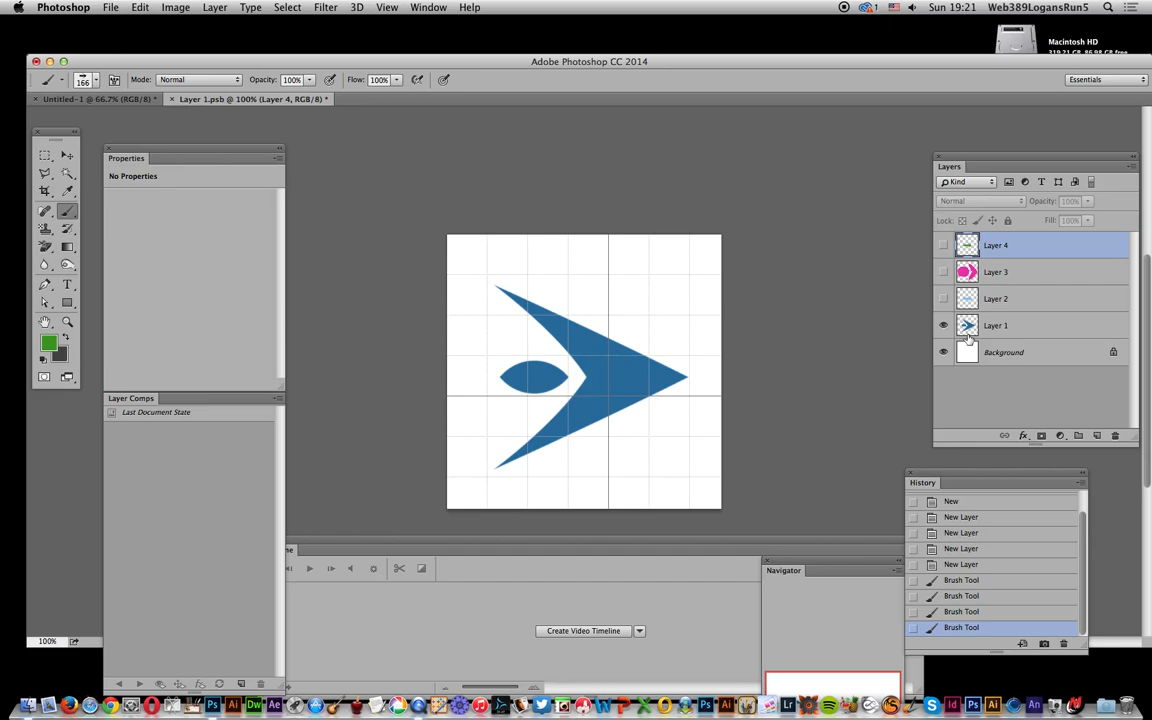 Photoshop File Edit Image Layer Type Select Filter 3D View Window Help
1 Sun 19:21 Web389LogansRun5
Macintosh HD
Adobe Photoshop CC 2014
166 Mode: Normal Opacity: 100% Flow: 100% Essentials
Untitled-1 @ 66.7% (RGB/8) * Layer 1.psb @ 100% (Layer 4, RGB/8) *
Properties
No Properties
Layers
Kind
Normal Opacity: 100%
Lock: Fill: 100%
Layer 4
Layer 3
Layer 2
Layer 1
Background
Layer Comps
Last Document State
History
New
New Layer
New Layer
New Layer
New Layer
Brush Tool
Brush Tool
Brush Tool
Brush Tool
Navigator
Create Video Timeline
100%